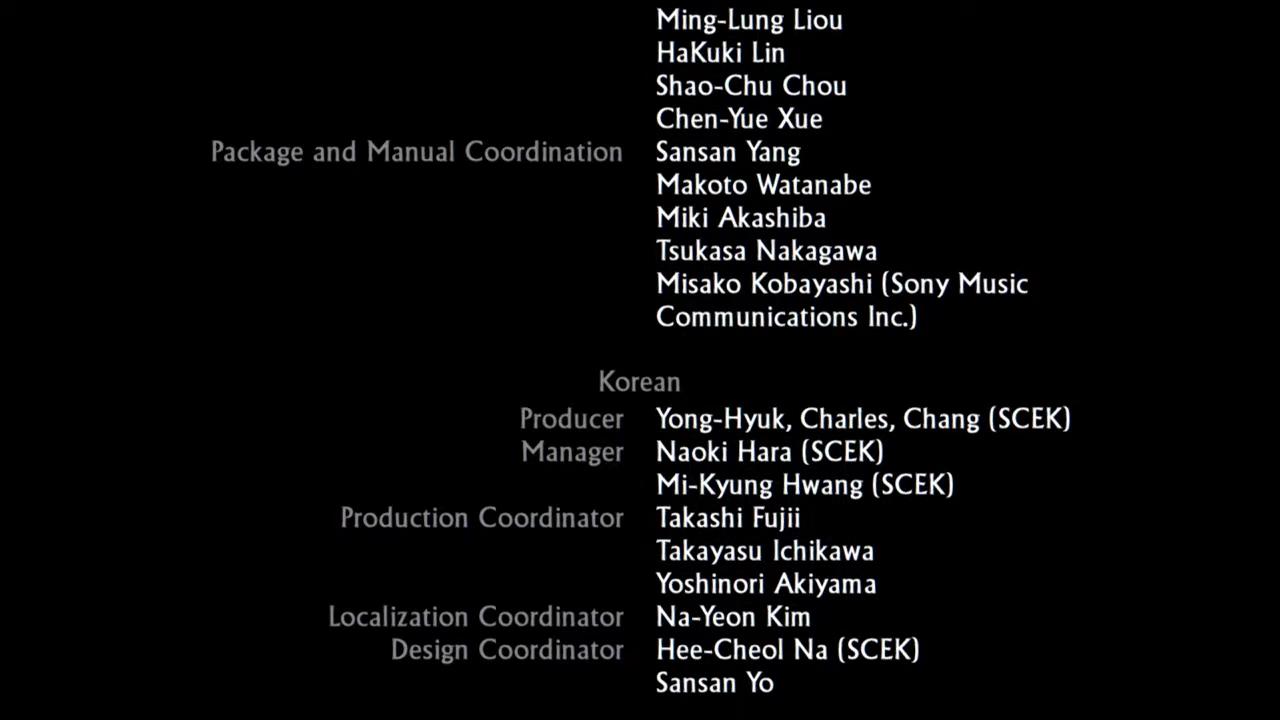 Ming-Lung Liou
HaKuki Lin
Shao-Chu Chou
Chen-Yue Xue
Package and Manual Coordination Sansan Yang
Makoto Watanabe
Miki Akashiba
Tsukasa Nakagawa
Misako Kobayashi (Sony Music
Communications Inc.)
Korean
Producer Yong-Hyuk, Charles, Chang (SCEK)
Manager Naoki Hara (SCEK)
Mi-Kyung Hwang (SCEK)
Production Coordinator Takashi Fujii
Takayasu Ichikawa
Yoshinori Akiyama
Localization Coordinator Na-Yeon Kim
Design Coordinator Hee-Cheol Na (SCEK)
Sansan Yo